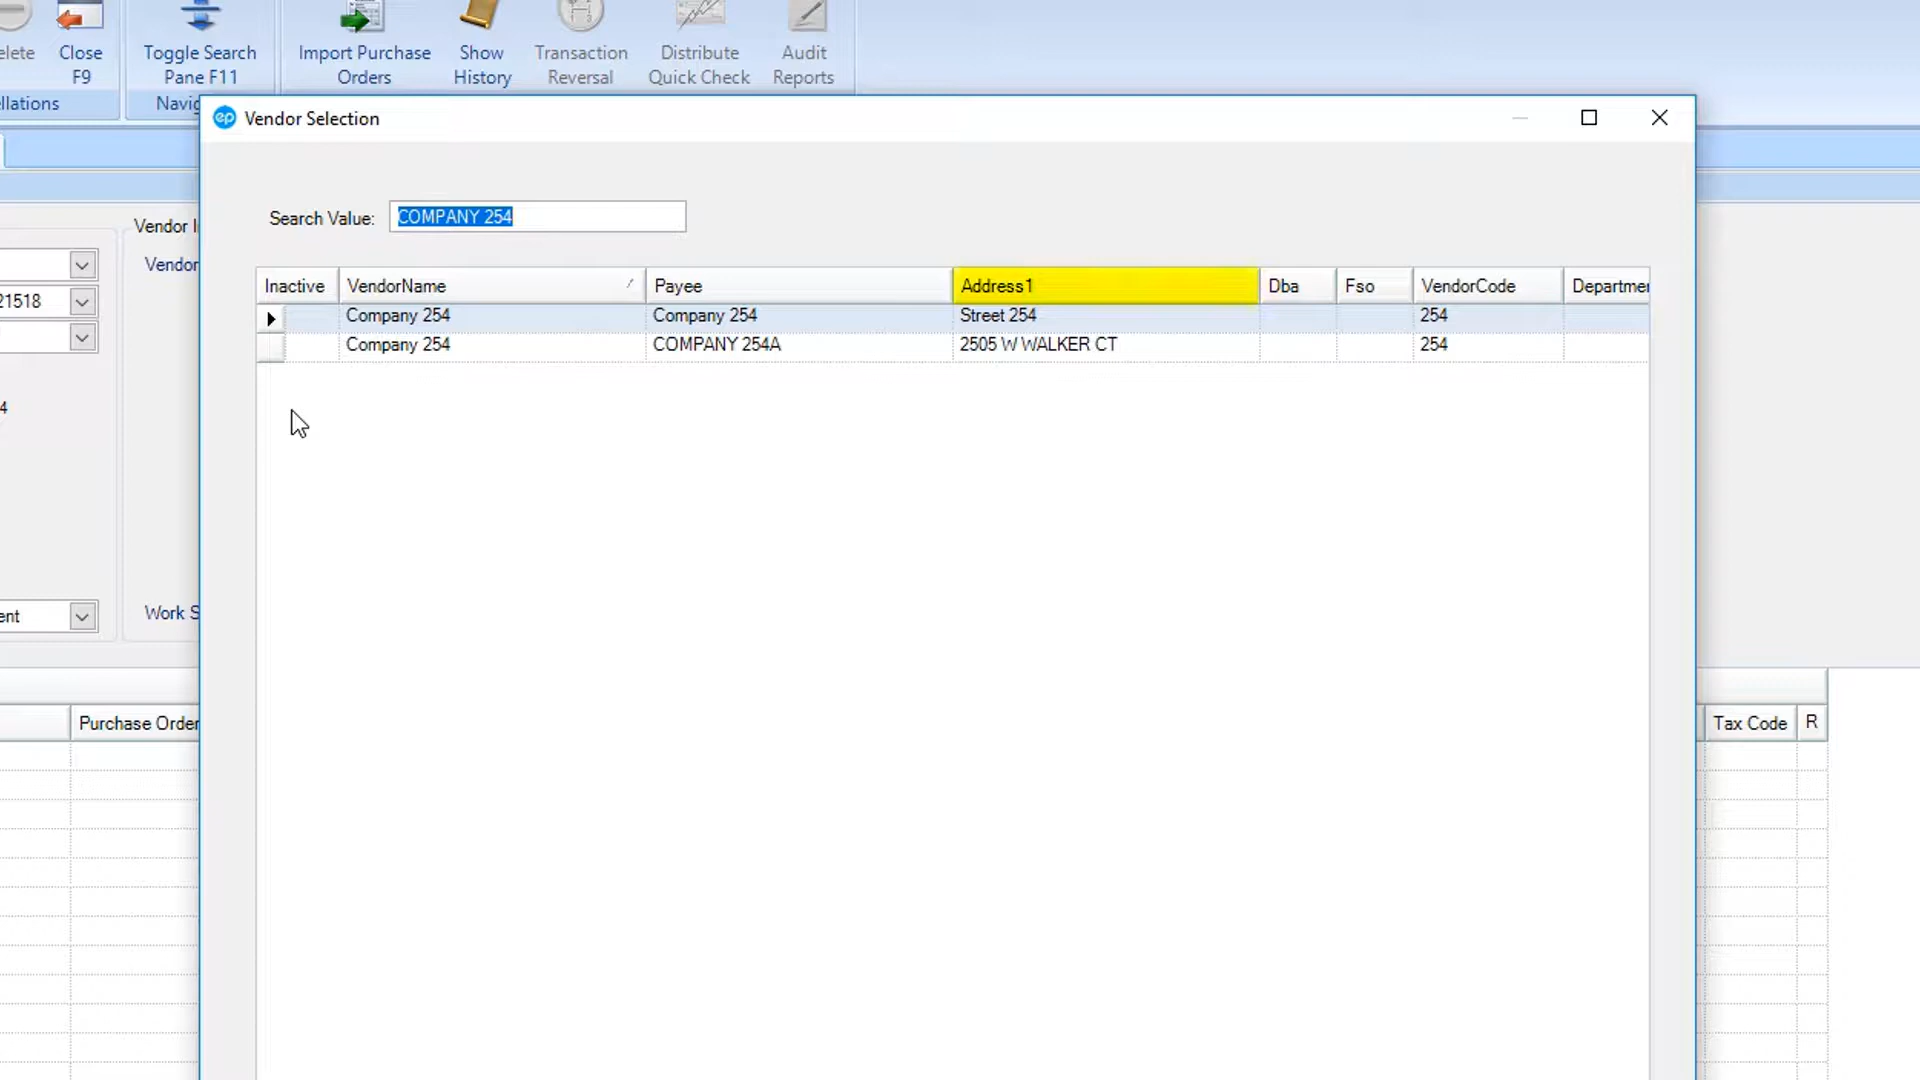 elete
Close
F9
Toggle Search
Pane F11
Import Purchase
Orders
Show
History
Transaction
Reversal
Distribute
Quick Check
Audit
Reports
llations
Navig
ep Vendor Selection
Search Value: COMPANY 254
Inactive VendorName Payee Address1 Dba Fso VendorCode Departmen
Company 254 Company 254 Street 254 254
Company 254 COMPANY 254A 2505 W WALKER CT 254
Vendor I
Vendor
21518
4
ent
Work S
Purchase Order
Tax Code R